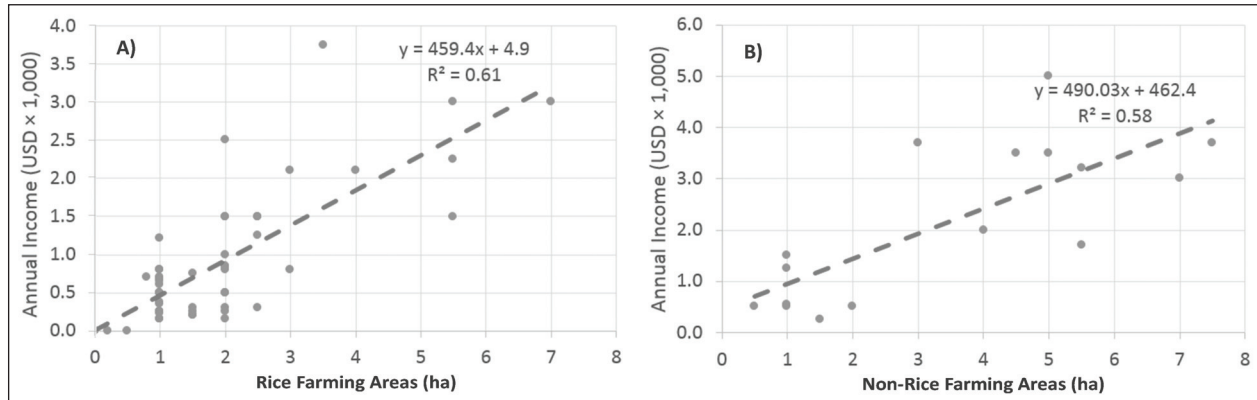 A)
y = 459.4x + 4.9
R² = 0.61
Annual Income (USD × 1,000)
4.0
3.5
3.0
2.5
2.0
1.5
1.0
0.5
0.0
0 1 2 3 4 5 6 7 8
Rice Farming Areas (ha)
B)
y = 490.03x + 462.4
R² = 0.58
Annual Income (USD × 1,000)
6.0
5.0
4.0
3.0
2.0
1.0
0.0
0 1 2 3 4 5 6 7 8
Non-Rice Farming Areas (ha)